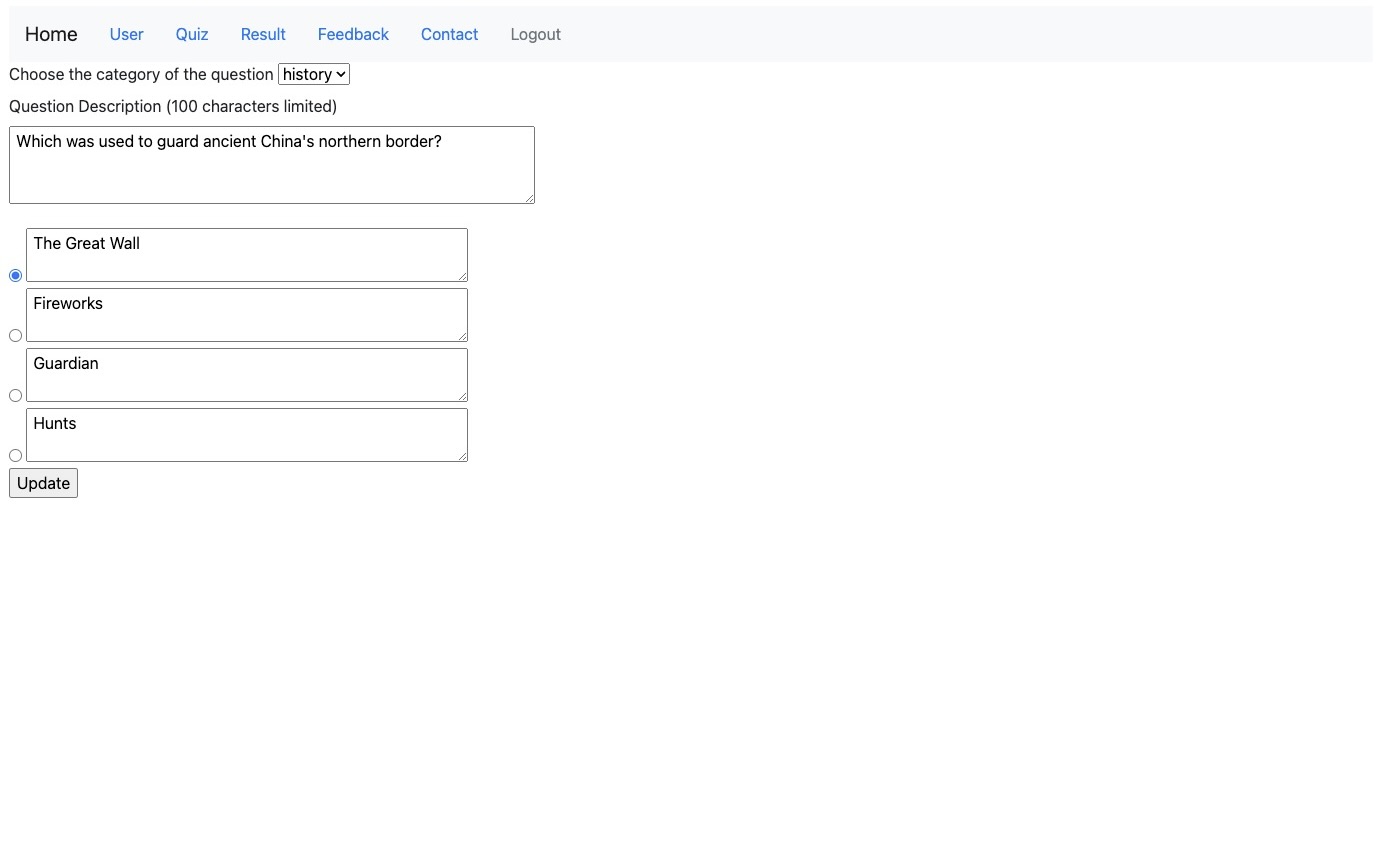 Home User Quiz Result Feedback Contact Logout
Choose the category of the question history
Question Description (100 characters limited)
Which was used to guard ancient China's northern border?
The Great Wall
Fireworks
Guardian
Hunts
Update